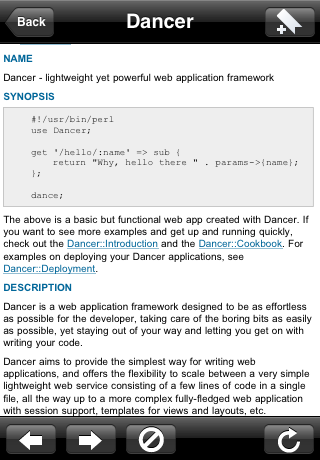 Back
Dancer
NAME
Dancer - lightweight yet powerful web application framework
SYNOPSIS
#!/usr/bin/perl
use Dancer;
get '/hello/:name' => sub {
return "Why, hello there " . params->{name};
};
dance;
The above is a basic but functional web app created with Dancer. If
you want to see more examples and get up and running quickly,
check out the Dancer::Introduction and the Dancer::Cookbook. For
examples on deploying your Dancer applications, see
Dancer::Deployment.
DESCRIPTION
Dancer is a web application framework designed to be as effortless
as possible for the developer, taking care of the boring bits as easily
as possible, yet staying out of your way and letting you get on with
writing your code.
Dancer aims to provide the simplest way for writing web
applications, and offers the flexibility to scale between a very simple
lightweight web service consisting of a few lines of code in a single
file, all the way up to a more complex fully-fledged web application
with session support, templates for views and layouts, etc.